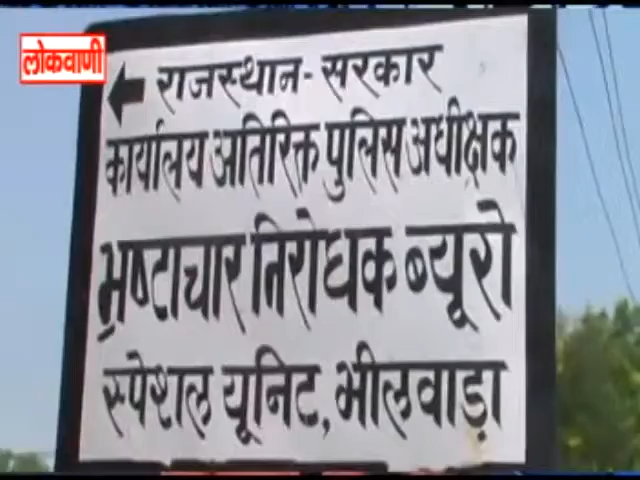 लोकवाणी
राजस्थान - सरकार
कार्यालय अतिरिक्त पुलिस अधीक्षक
भ्रष्टाचार निरोधक ब्यूरो
स्पेशल यूनिट, भीलवाड़ा